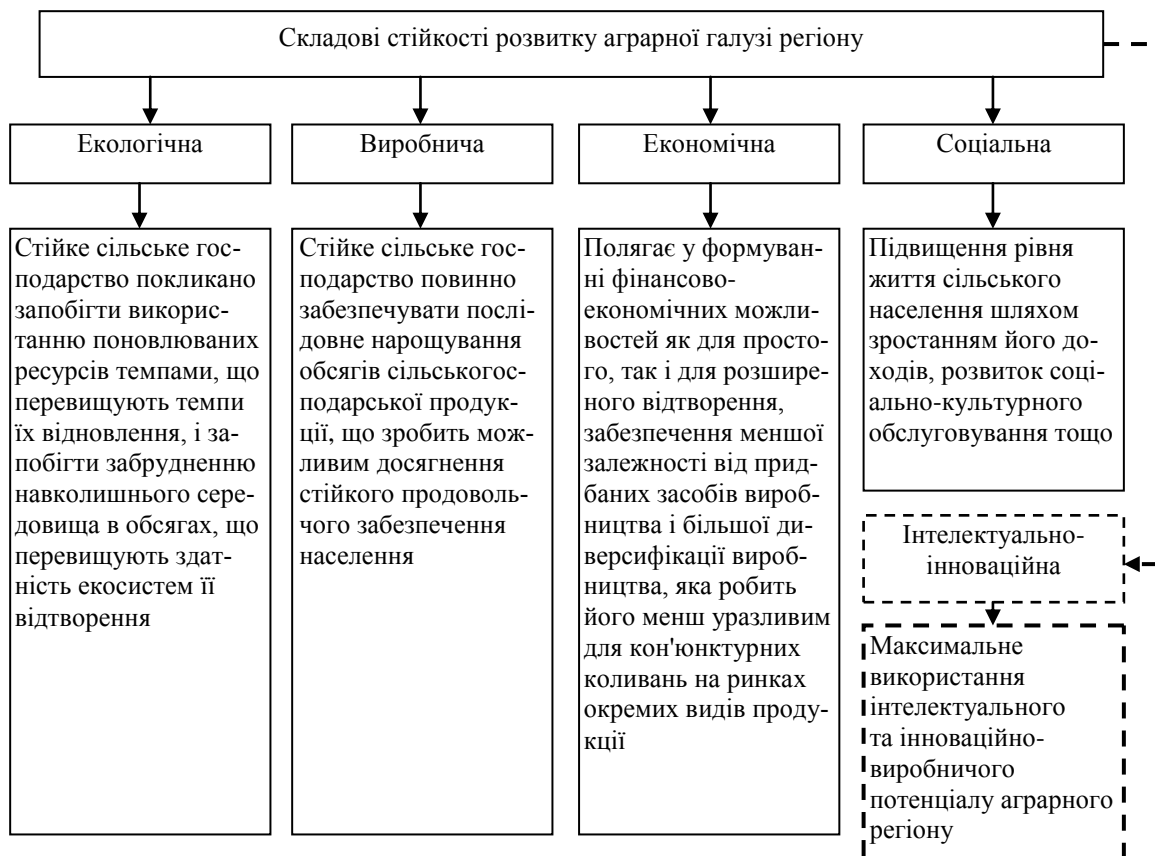 Складові стійкості розвитку аграрної галузі регіону
Екологічна
Виробнича
Економічна
Соціальна
Стійке сільське гос-
подарство покликано
запобігти викорис-
танню поновлюваних
ресурсів темпами, що
перевищують темпи
їх відновлення, і за-
побігти забрудненню
навколишнього сере-
довища в обсягах, що
перевищують здат-
ність екосистем її
відтворення
Стійке сільське гос-
подарство повинно
забезпечувати послі-
довне нарощування
обсягів сільськогос-
подарської продук-
ції, що зробить мож-
ливим досягнення
стійкого продоволь-
чого забезпечення
населення
Полягає у формуван-
ні фінансово-
економічних можли-
востей як для просто-
го, так і для розшире-
ного відтворення,
забезпечення меншої
залежності від придб-
баних засобів вироб-
ництва і більшої ди-
версифікації вироб-
ництва, яка робить
його менш уразливим
для кон'юнктурних
коливань на ринках
окремих видів проду-
кції
Підвищення рівня
життя сільського
населення шляхом
зростанням його до-
ходів, розвиток соці-
ально-культурного
обслуговування тощо
Інтелектуально-
інноваційна
Максимальне
використання
інтелектуального
та інноваційно-
виробничого
потенціалу аграрного
регіону